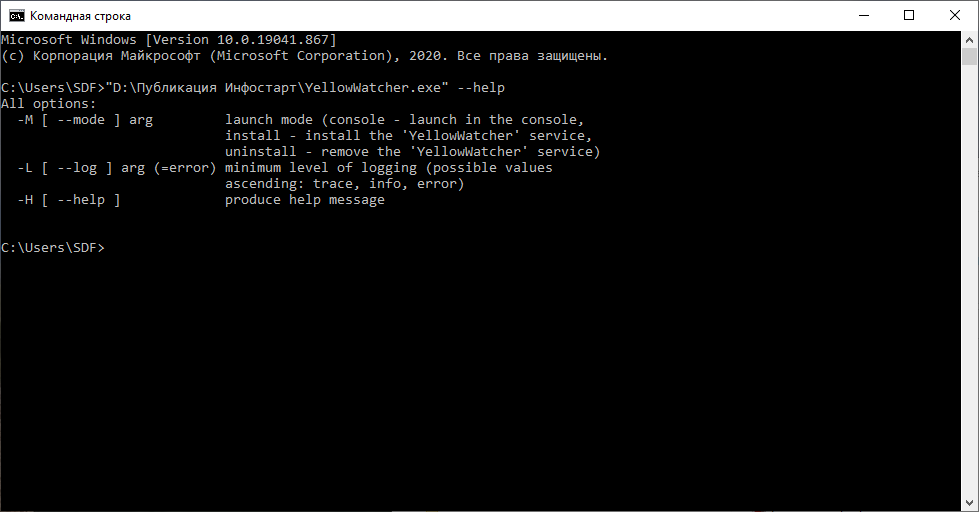 Командная строка
Microsoft Windows [Version 10.0.19041.867]
(c) Корпорация Майкрософт (Microsoft Corporation), 2020. Все права защищены.
C:\Users\SDF>"D:\Публикация Инфостарт\YellowWatcher.exe" --help
All options:
  -M [ --mode ] arg         launch mode (console - launch in the console,
                            install - install the 'YellowWatcher' service,
                            uninstall - remove the 'YellowWatcher' service)
  -L [ --log ] arg (=error) minimum level of logging (possible values
                            ascending: trace, info, error)
  -H [ --help ]             produce help message
C:\Users\SDF>